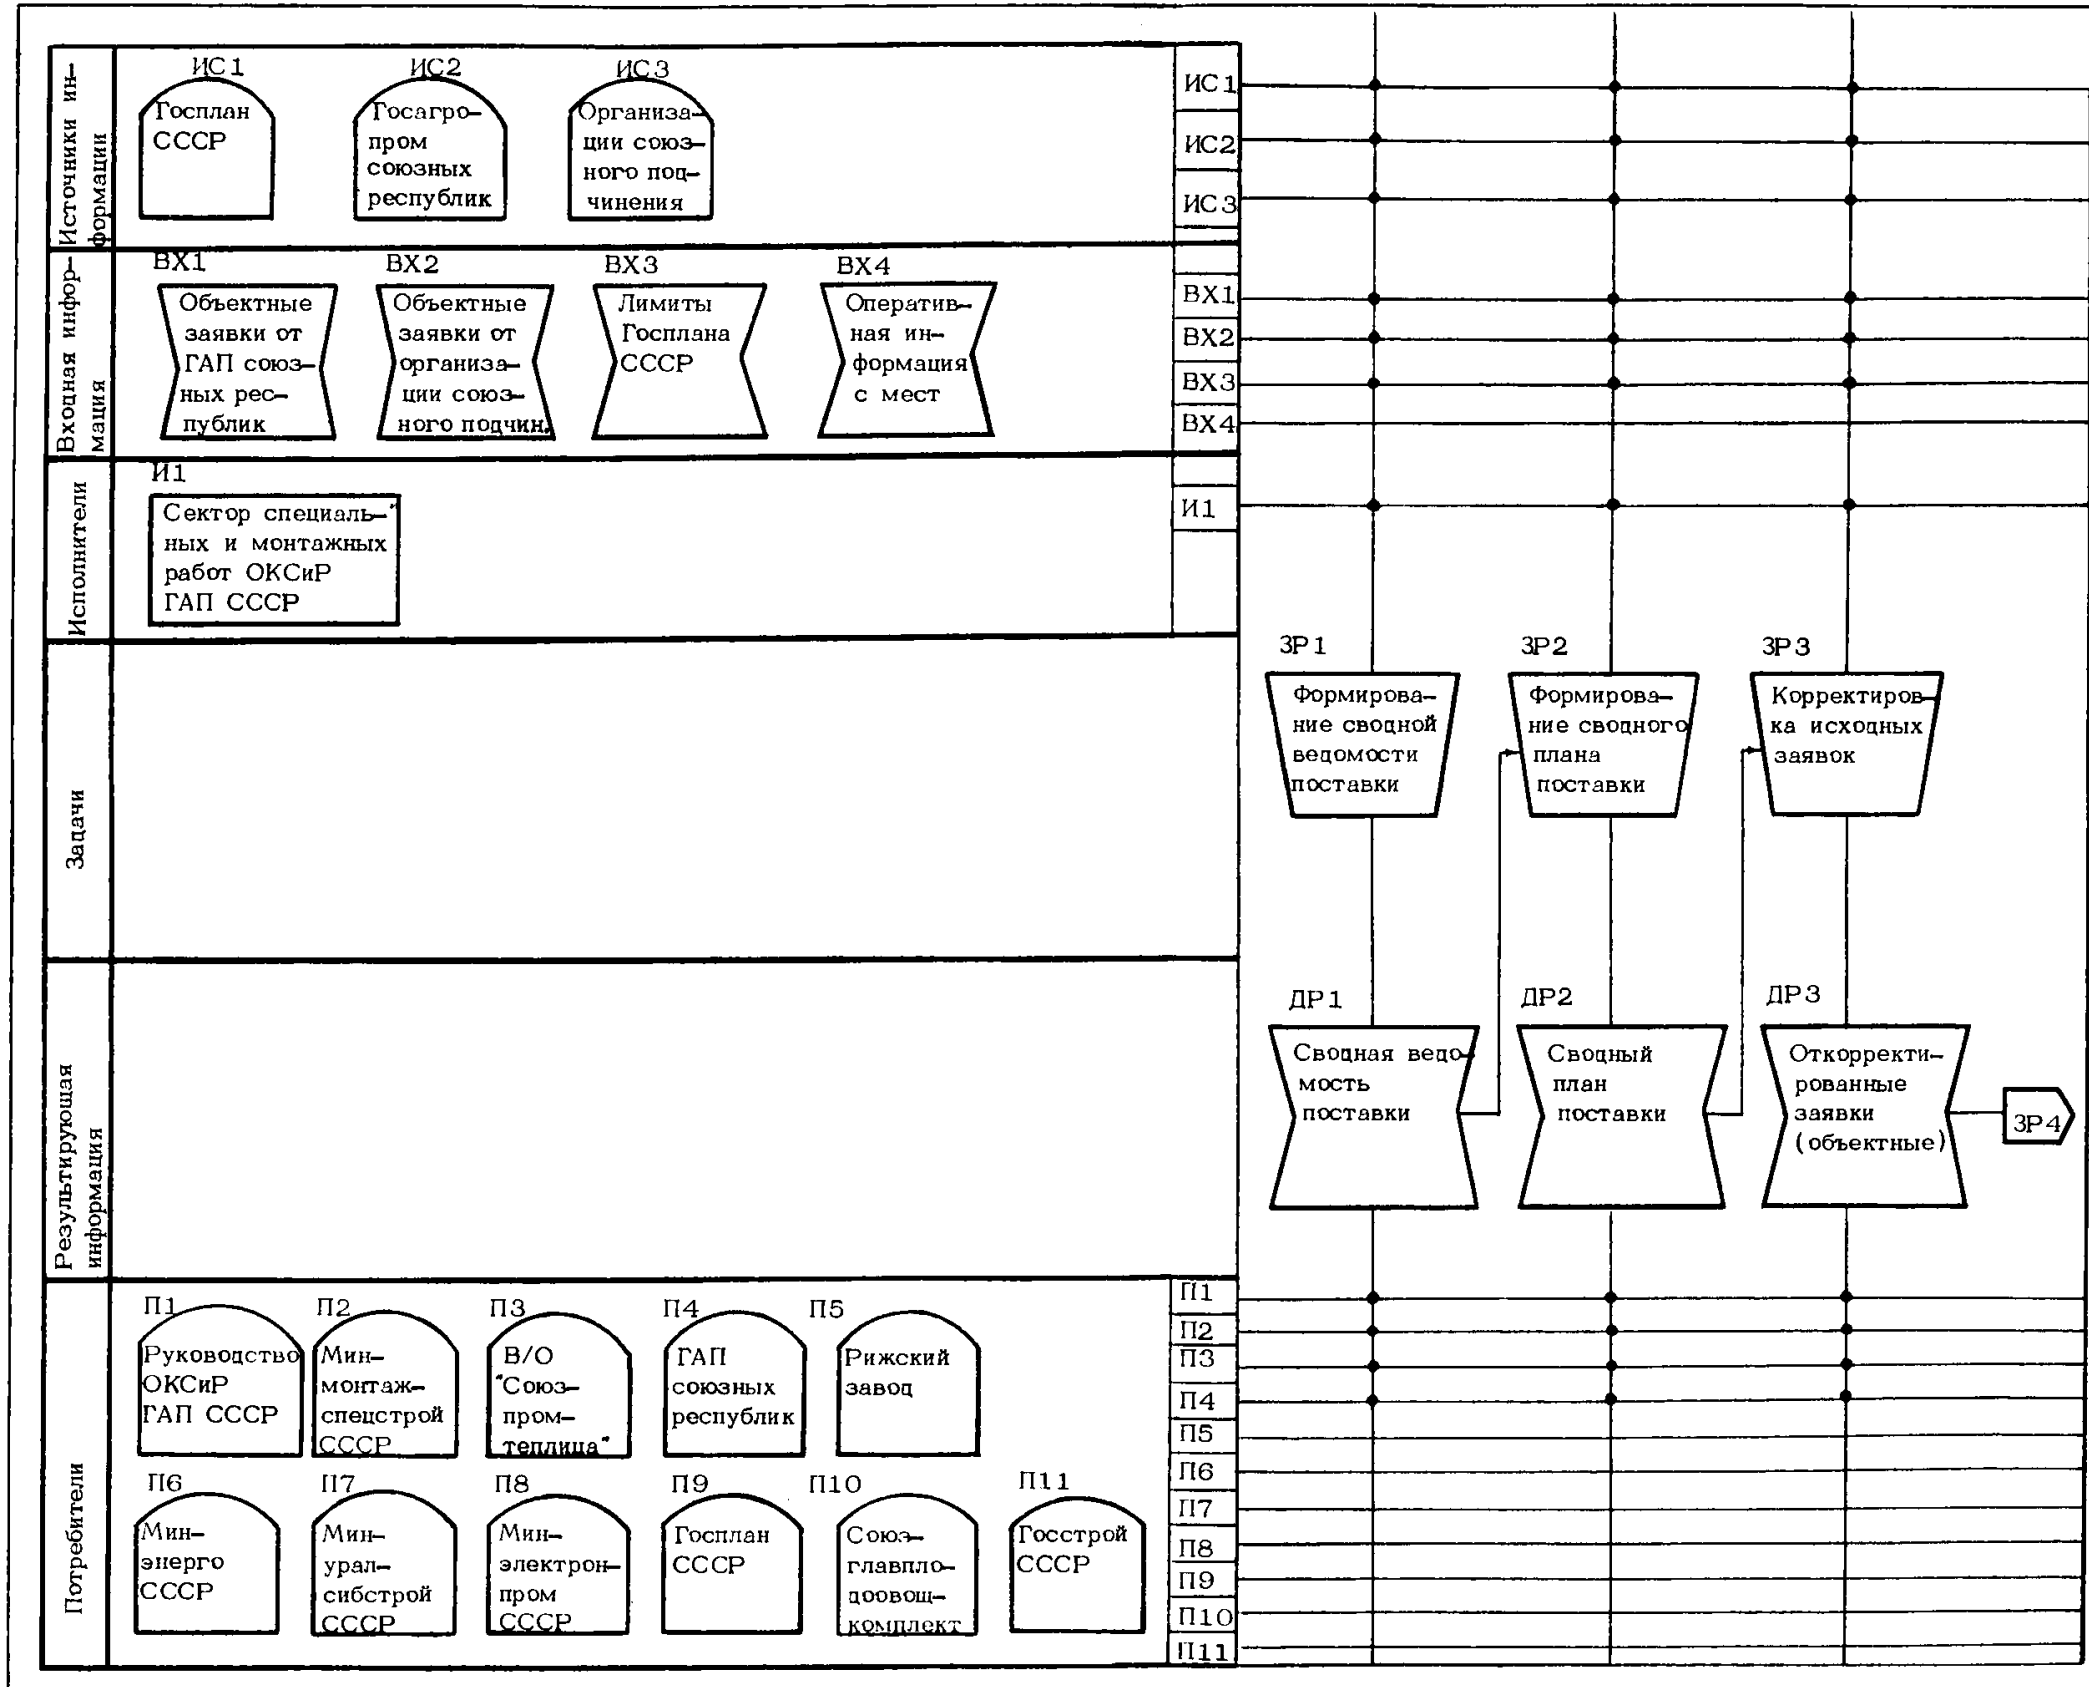 Источники ин-
формации
ИС1
Госплан
СССР
ИС2
Госагро-
пром
союзных
республик
ИС3
Организа-
ции союз-
ного под-
чинения
ИС1
ИС2
ИС3
Входная инфор-
мация
ВХ1
Объектные
заявки от
ГАП союз-
ных рес-
публик
ВХ2
Объектные
заявки от
организа-
ции союз-
ного подчин.
ВХ3
Лимиты
Госплана
СССР
ВХ4
Оператив-
ная ин-
формация
с мест
ВХ1
ВХ2
ВХ3
ВХ4
Исполнители
И1
Сектор специаль-
ных и монтажных
работ ОКСиР
ГАП СССР
И1
Задачи
ЗР1
Формирова-
ние сводной
ведомости
поставки
ЗР2
Формирова-
ние сводного
плана
поставки
ЗР3
Корректиров-
ка исходных
заявок
Результирующая
информация
ДР1
Сводная ведо-
мость
поставки
ДР2
Сводный
план
поставки
ДР3
Откорректи-
рованные
заявки
(объектные)
ЗР4
Потребители
П1
Руководство
ОКСиР
ГАП СССР
П2
Мин-
монтаж-
спецстрой
СССР
П3
В/О
"Союз-
пром-
теплица"
П4
ГАП
союзных
республик
П5
Рижский
завод
П6
Мин-
энерго
СССР
П7
Мин-
урал-
сибстрой
СССР
П8
Мин-
электрон-
пром
СССР
П9
Госплан
СССР
П10
Союз-
главпло-
доовощ-
комплект
П11
Госстрой
СССР
П1
П2
П3
П4
П5
П6
П7
П8
П9
П10
П11